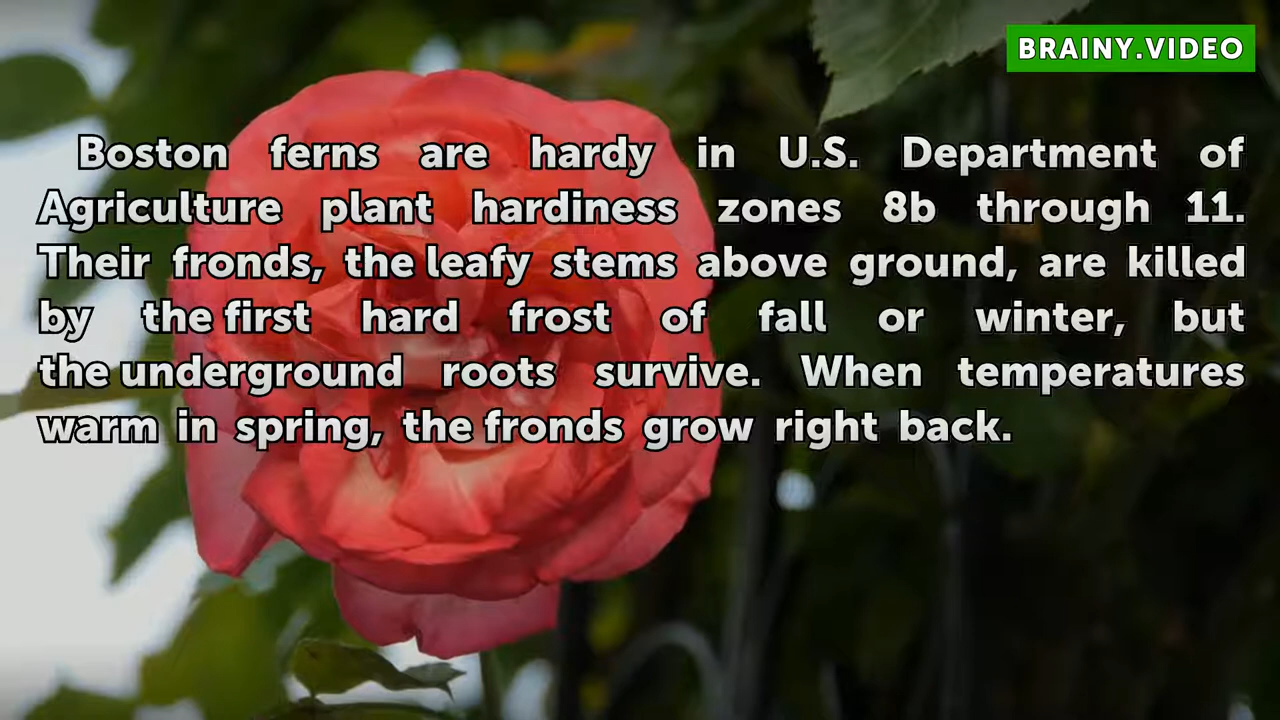 BRAINY.VIDEO
Boston ferns are hardy in U.S. Department of
Agriculture plant hardiness zones 8b through 11.
Their fronds, the leafy stems above ground, are killed
by the first hard frost of fall or winter, but
the underground roots survive. When temperatures
warm in spring, the fronds grow right back.